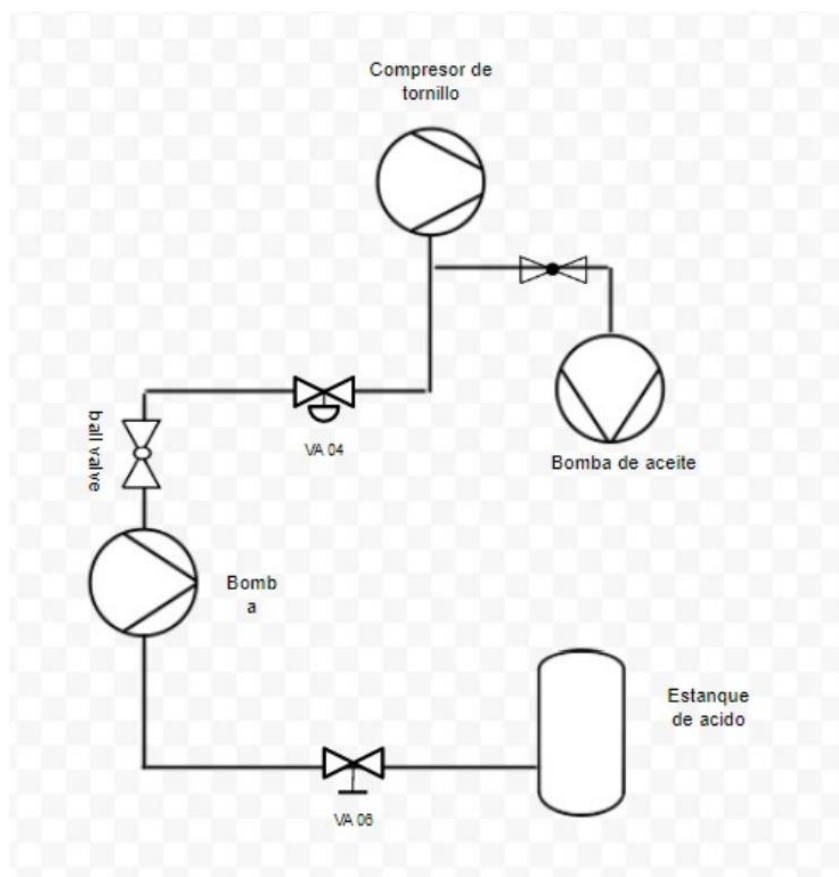 Compresor de
tornillo
Bomba de aceite
VA 04
ball valve
Bomb
a
Estanque
de acido
VA 06